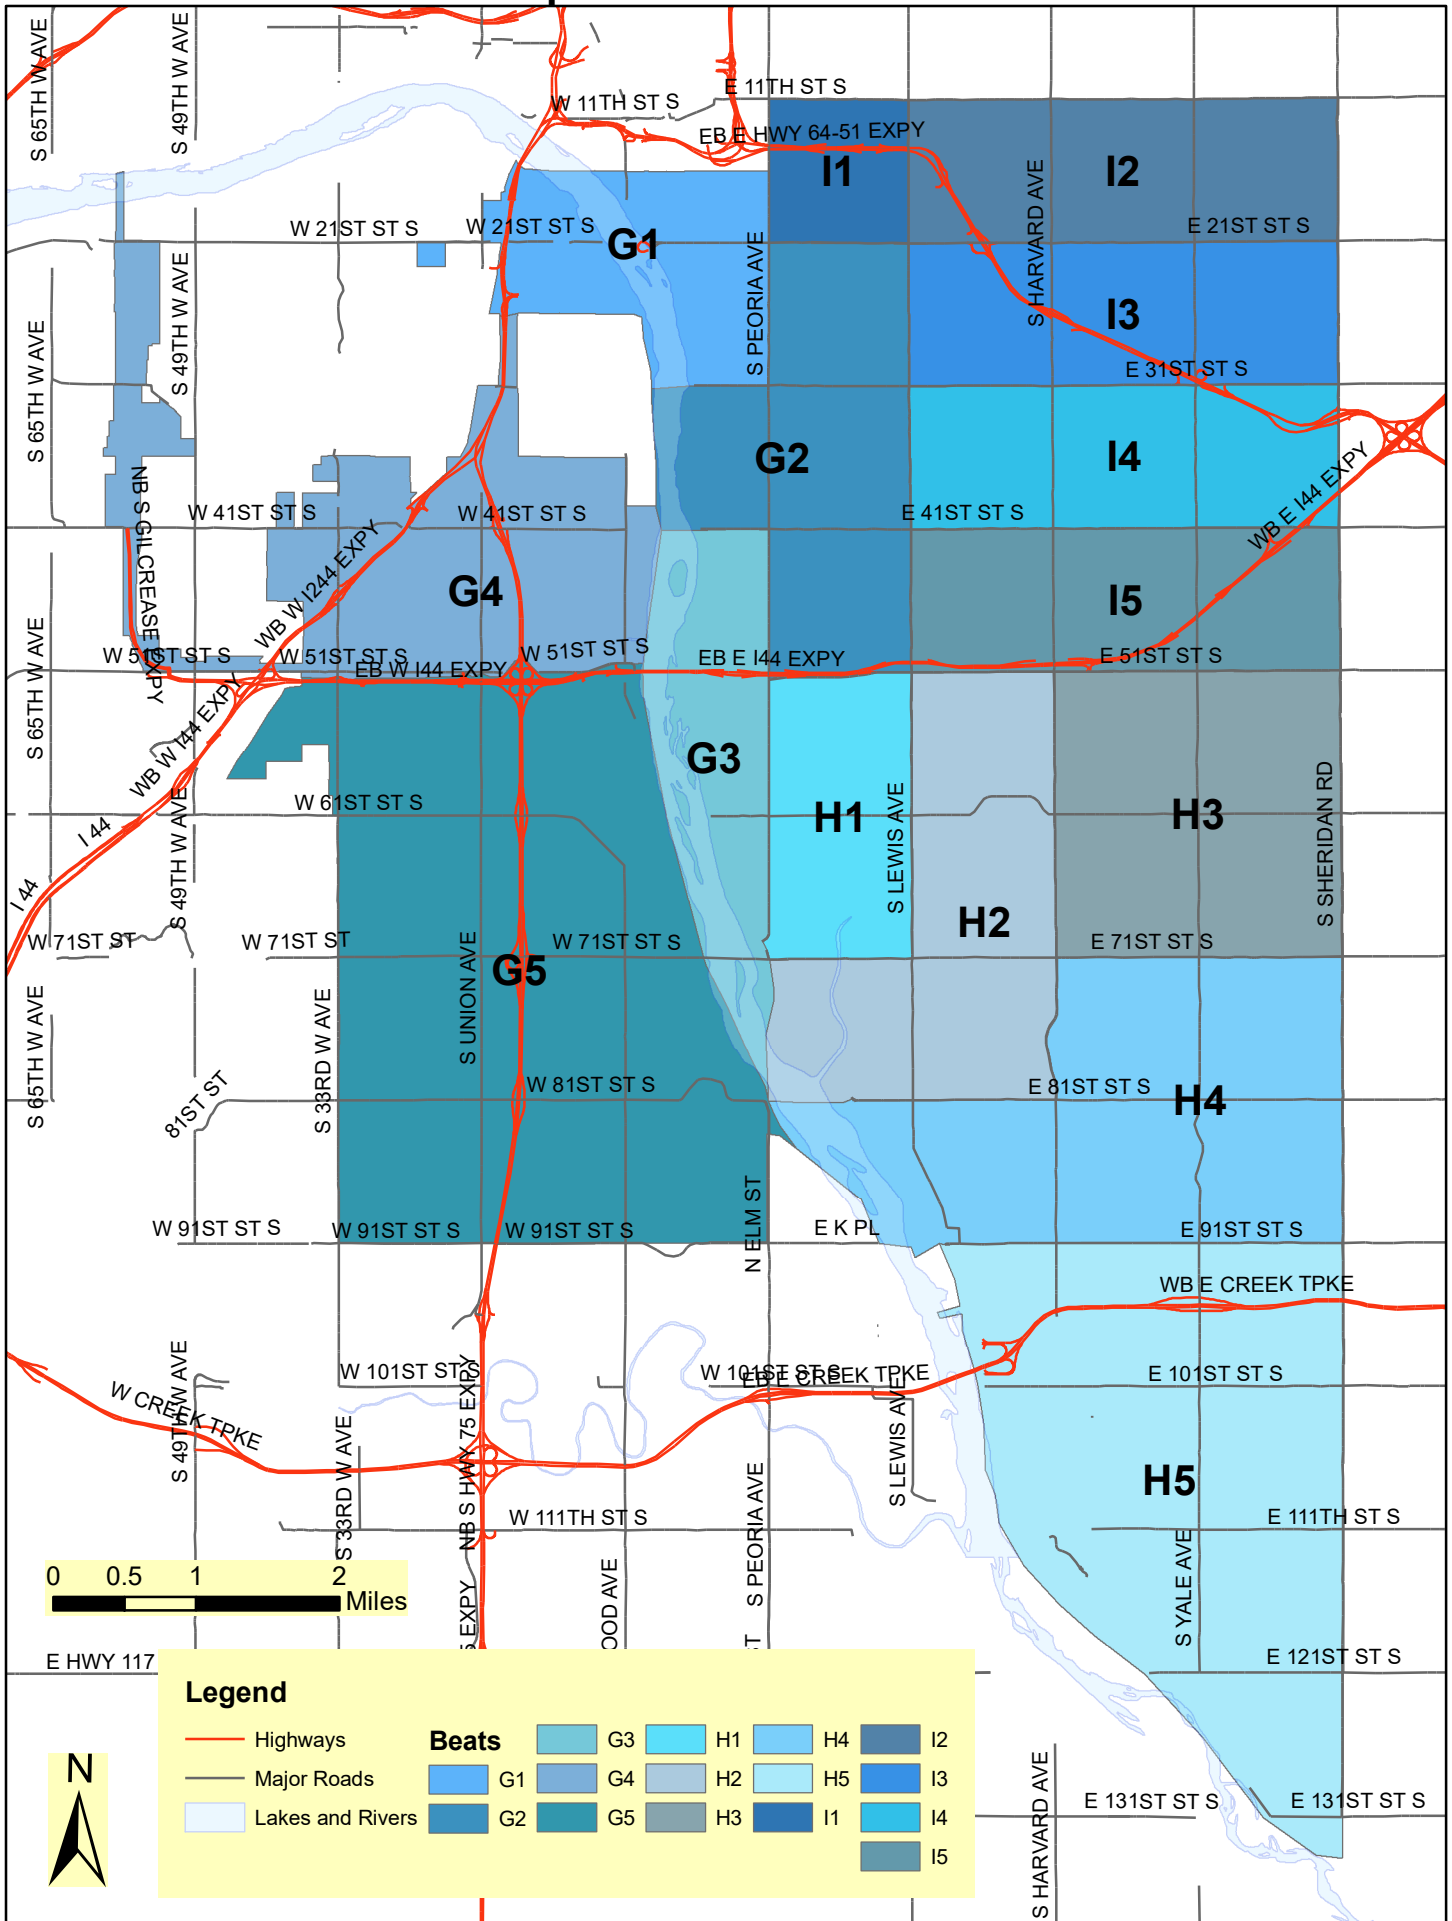 S 65TH W AVE
S 49TH W AVE
E 11TH ST S
W 11TH ST S
EB E HWY 64-51 EXPY
I1
I2
S HARVARD AVE
W 21ST ST S
W 21ST ST S
G1
E 21ST ST S
S PEORIA AVE
S 49TH W AVE
S 65TH W AVE
I3
E 31ST ST S
G2
I4
NB S GILCREASE EXPY
W 41ST ST S
W 41ST ST S
E 41ST ST S
WB E I44 EXPY
WB W I244 EXPY
G4
I5
W 51ST ST S
W 51ST ST S
W 51ST ST S
EB W I44 EXPY
EB E I44 EXPY
E 51ST ST S
S 65TH W AVE
WB W I44 EXPY
G3
W 61ST ST S
H1
H3
S LEWIS AVE
S SHERIDAN RD
I 44
I 44
S 49TH W AVE
H2
W 71ST ST
W 71ST ST
W 71ST ST S
E 71ST ST S
G5
S UNION AVE
S 65TH W AVE
S 33RD W AVE
81ST ST
W 81ST ST S
E 81ST ST S
H4
N ELM ST
W 91ST ST S
W 91ST ST S
W 91ST ST S
E K PL
E 91ST ST S
WB E CREEK TPKE
W 101ST ST S
W 101ST ST S
EB E CREEK TPKE
E 101ST ST S
W CREEK TPKE
S 49TH W AVE
S 33RD W AVE
NB S HWY 75 EXPY
S LEWIS AVE
S PEORIA AVE
H5
W 111TH ST S
E 111TH ST S
S YALE AVE
0 0.5 1 2
Miles
S EXPY
OOD AVE
ST
E HWY 117
E 121ST ST S
Legend
Highways
Major Roads
Lakes and Rivers
Beats
G1
G2
G3
G4
G5
H1
H2
H3
H4
H5
I1
I2
I3
I4
I5
N
S HARVARD AVE
E 131ST ST S
E 131ST ST S